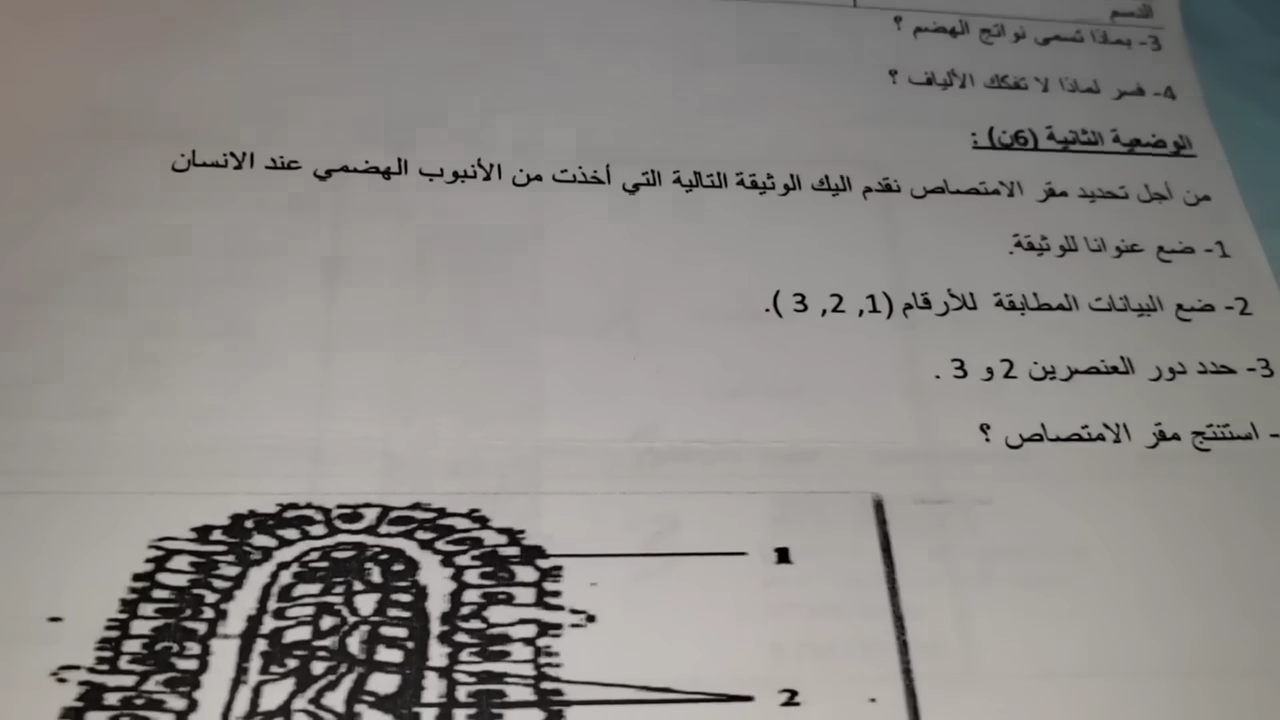 الدسم
3- بماذا تسمى نواتج الهضم ؟
4- فسر لماذا لا تفكك الألياف ؟
الوضعية الثانية (6ن) :
من أجل تحديد مقر الامتصاص نقدم اليك الوثيقة التالية التي أخذت من الأنبوب الهضمي عند الانسان
1- ضع عنوانا للوثيقة.
2- ضع البيانات المطابقة للأرقام (1, 2, 3 ).
3- حدد دور العنصرين 2 و 3 .
- استنتج مقر الامتصاص ؟
1
2